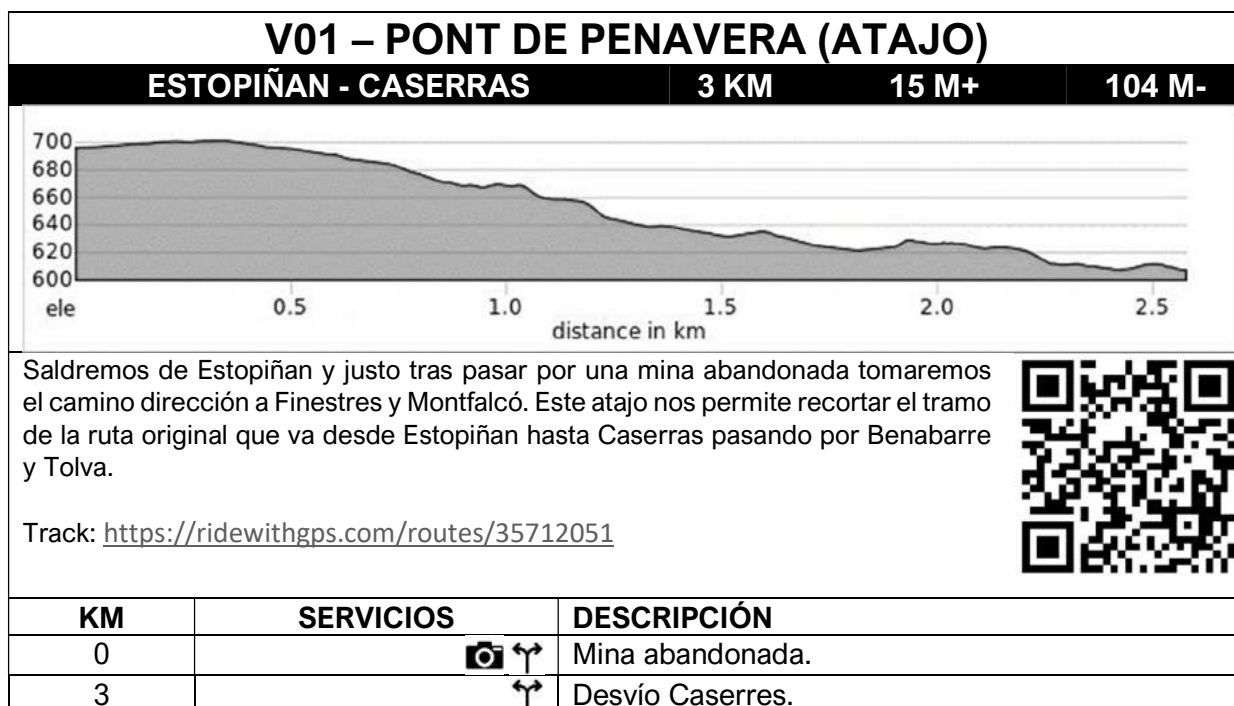 V01 – PONT DE PENAVERA (ATAJO)
ESTOPIÑAN - CASERRAS 3 KM 15 M+ 104 M-
700
680
660
640
620
600
ele 0.5 1.0 1.5 2.0 2.5
distance in km
Saldremos de Estopiñan y justo tras pasar por una mina abandonada tomaremos
el camino dirección a Finestres y Montfalcó. Este atajo nos permite recortar el tramo
de la ruta original que va desde Estopiñan hasta Caserras pasando por Benabarre
y Tolva.
Track: https://ridewithgps.com/routes/35712051
KM SERVICIOS DESCRIPCIÓN
0 Mina abandonada.
3 Desvío Caserres.